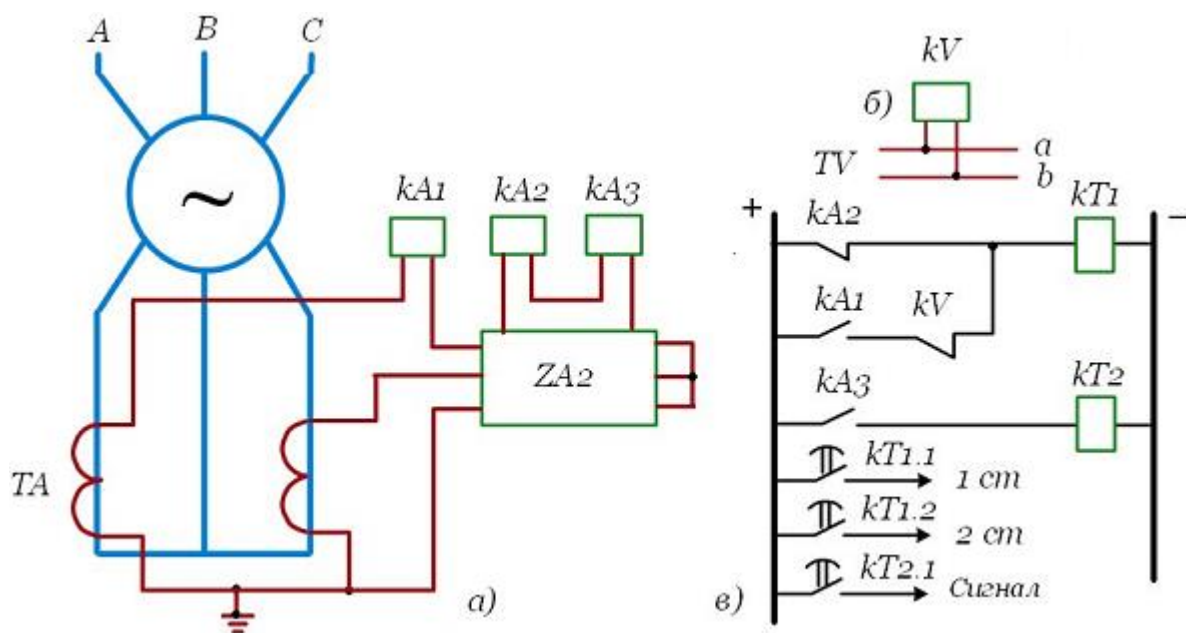 A B C
kV
б)
TV
a
b
kA1 kA2 kA3
+
kA2
kT1
–
~
kA1
kV
ZA2
kA3
kT2
TA
kT1.1
1 ст
kT1.2
2 ст
kT2.1
Сигнал
а)
в)